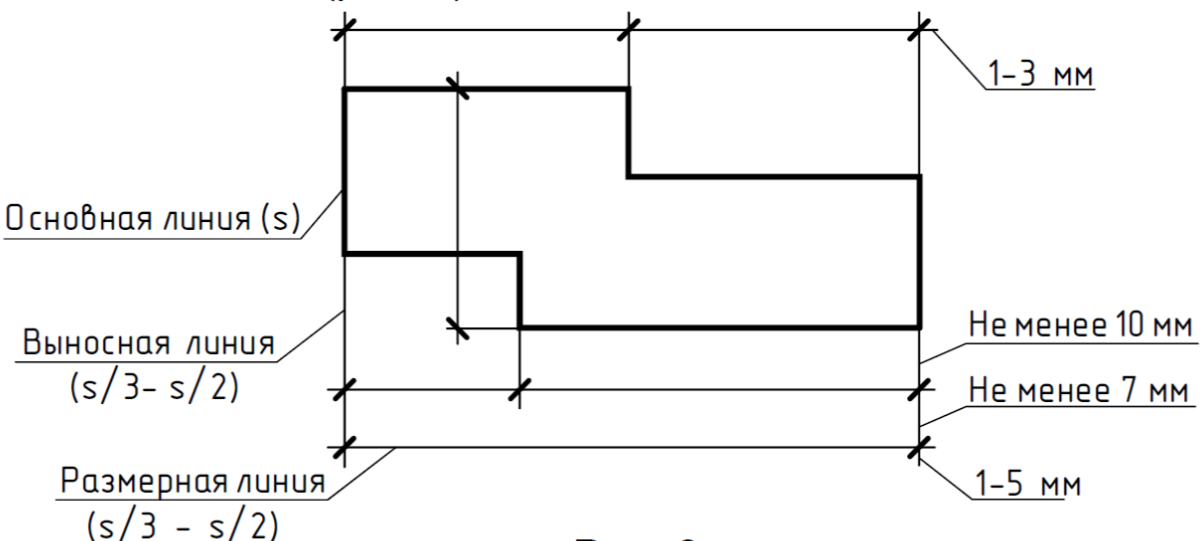 1-3 мм
Основная линия (s)
Выносная линия
(s/3- s/2)
Не менее 10 мм
Не менее 7 мм
Размерная линия
(s/3 - s/2)
1-5 мм